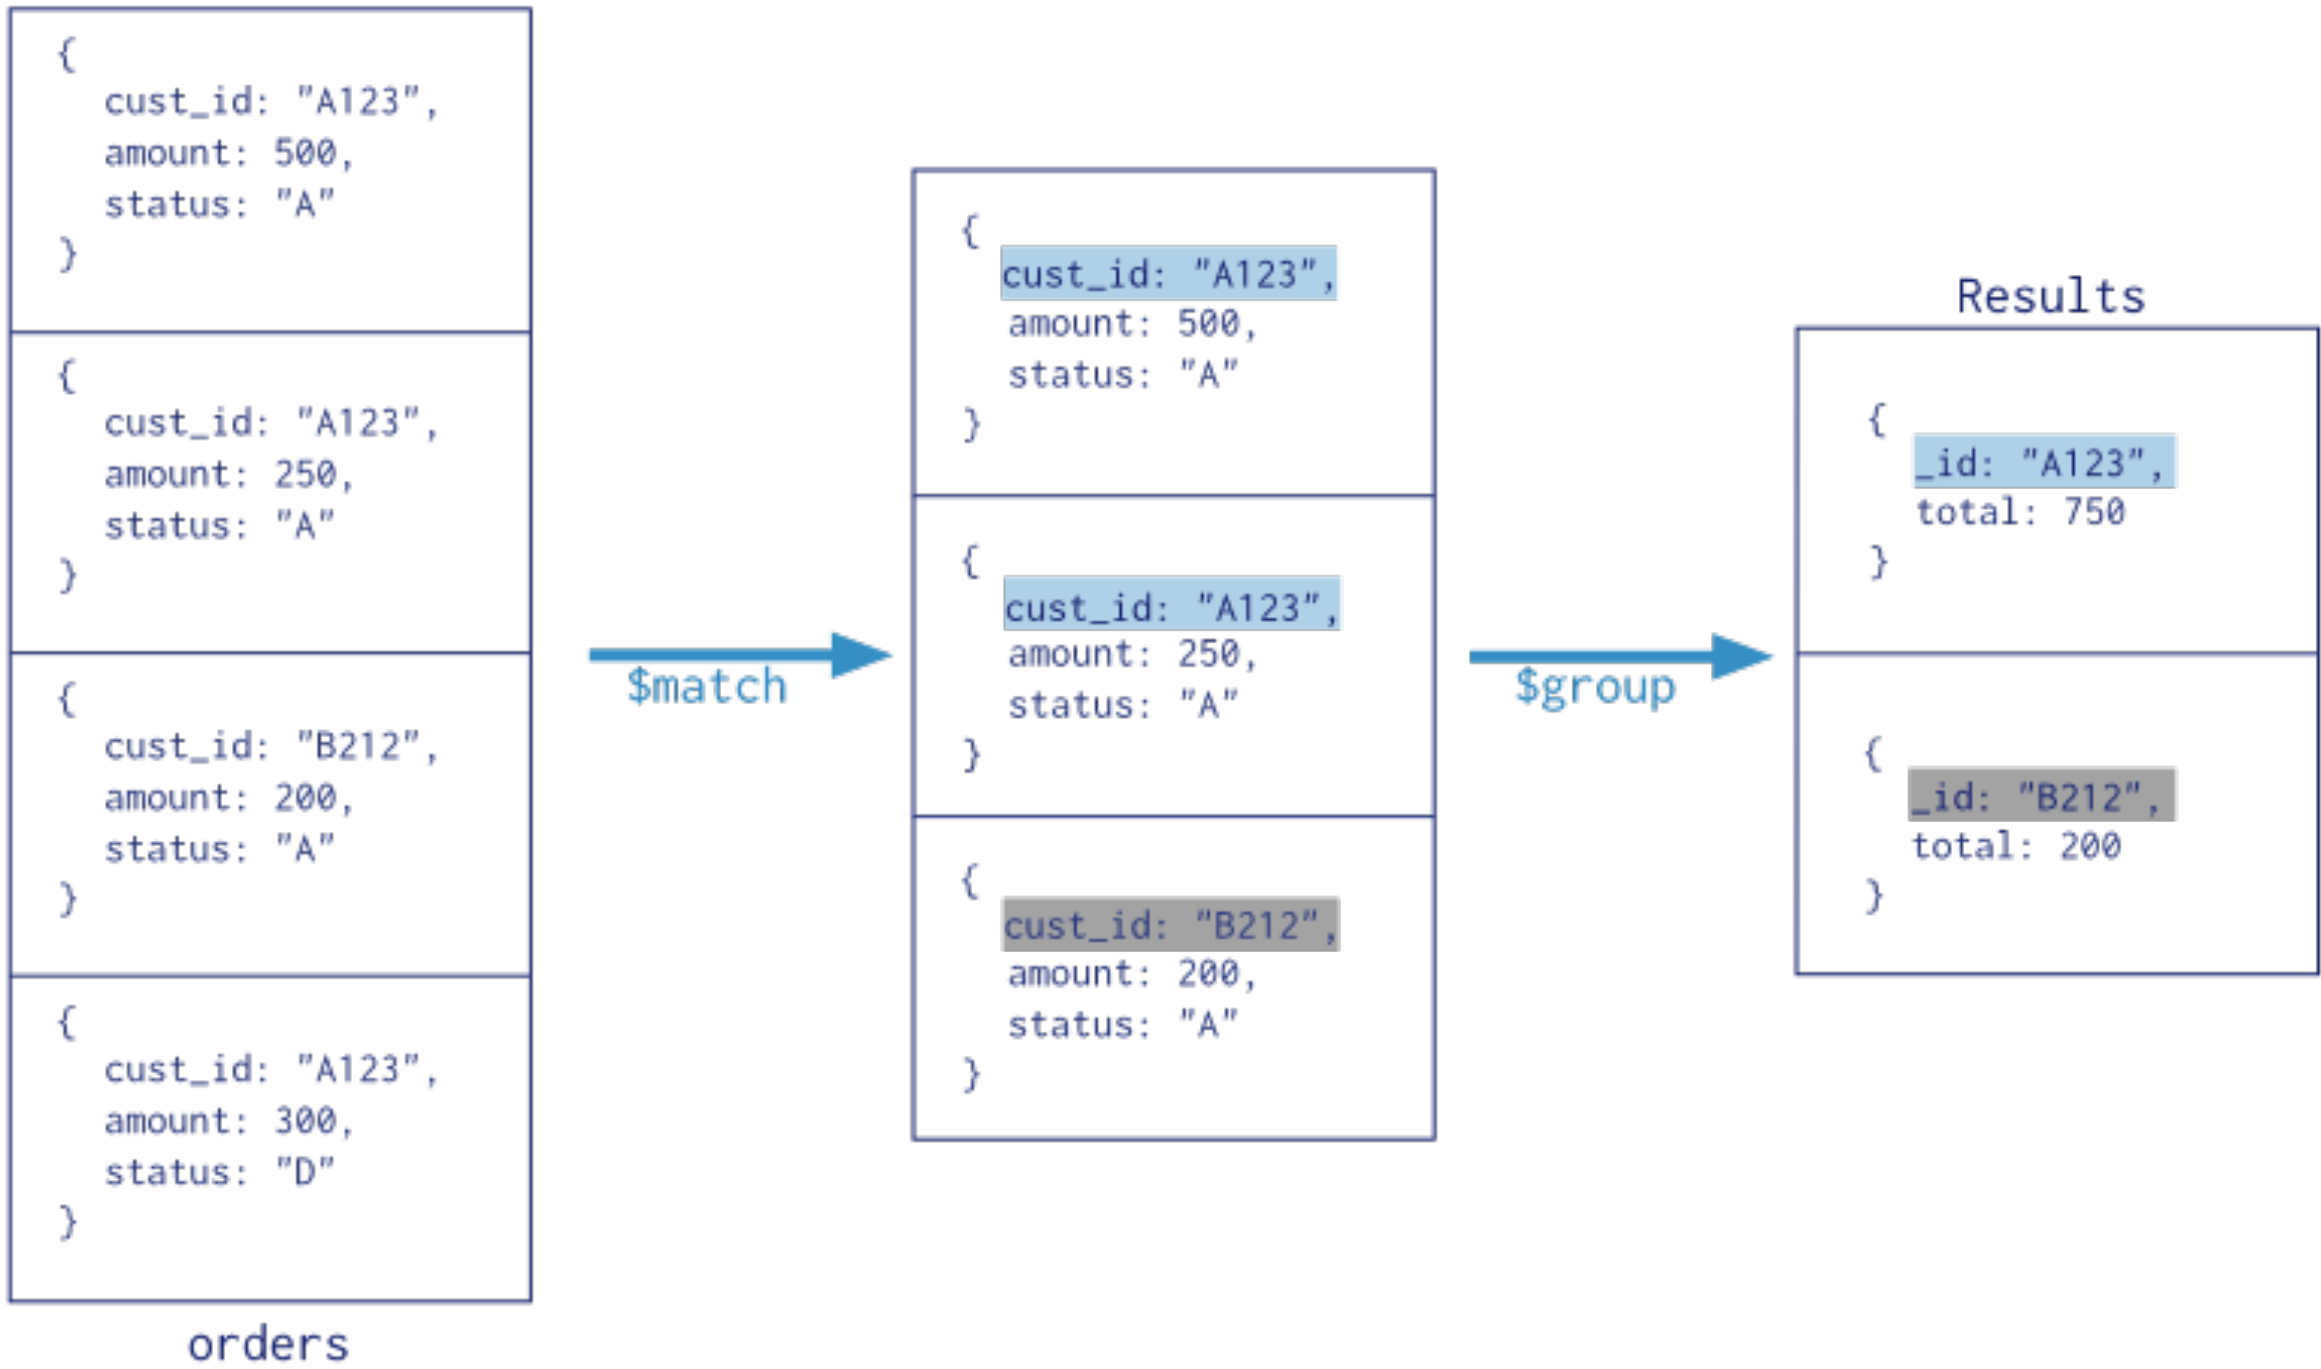 {
cust_id: "A123",
amount: 500,
status: "A"
}
{
cust_id: "A123",
amount: 250,
status: "A"
}
{
cust_id: "B212",
amount: 200,
status: "A"
}
{
cust_id: "A123",
amount: 300,
status: "D"
}
orders
$match
{
cust_id: "A123",
amount: 500,
status: "A"
}
{
cust_id: "A123",
amount: 250,
status: "A"
}
{
cust_id: "B212",
amount: 200,
status: "A"
}
$group
Results
{
_id: "A123",
total: 750
}
{
_id: "B212",
total: 200
}